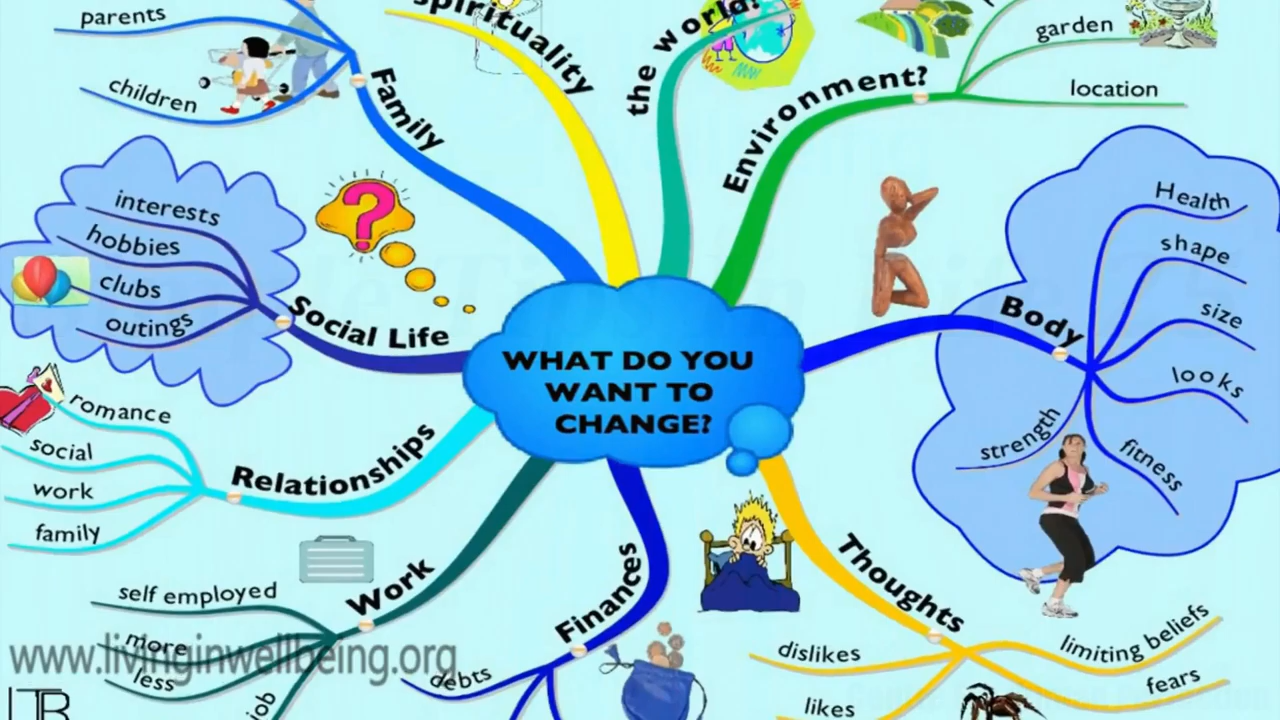 parents
children
Family
spirituality
the world?
Environment?
garden
location
interests
hobbies
clubs
outings
Social Life
?
WHAT DO YOU
WANT TO
CHANGE?
Body
Health
shape
size
looks
fitness
strength
romance
social
work
family
Relationships
self employed
more
less
job
Work
Finances
debts
Thoughts
dislikes
likes
limiting beliefs
fears
www.livinginwellbeing.org